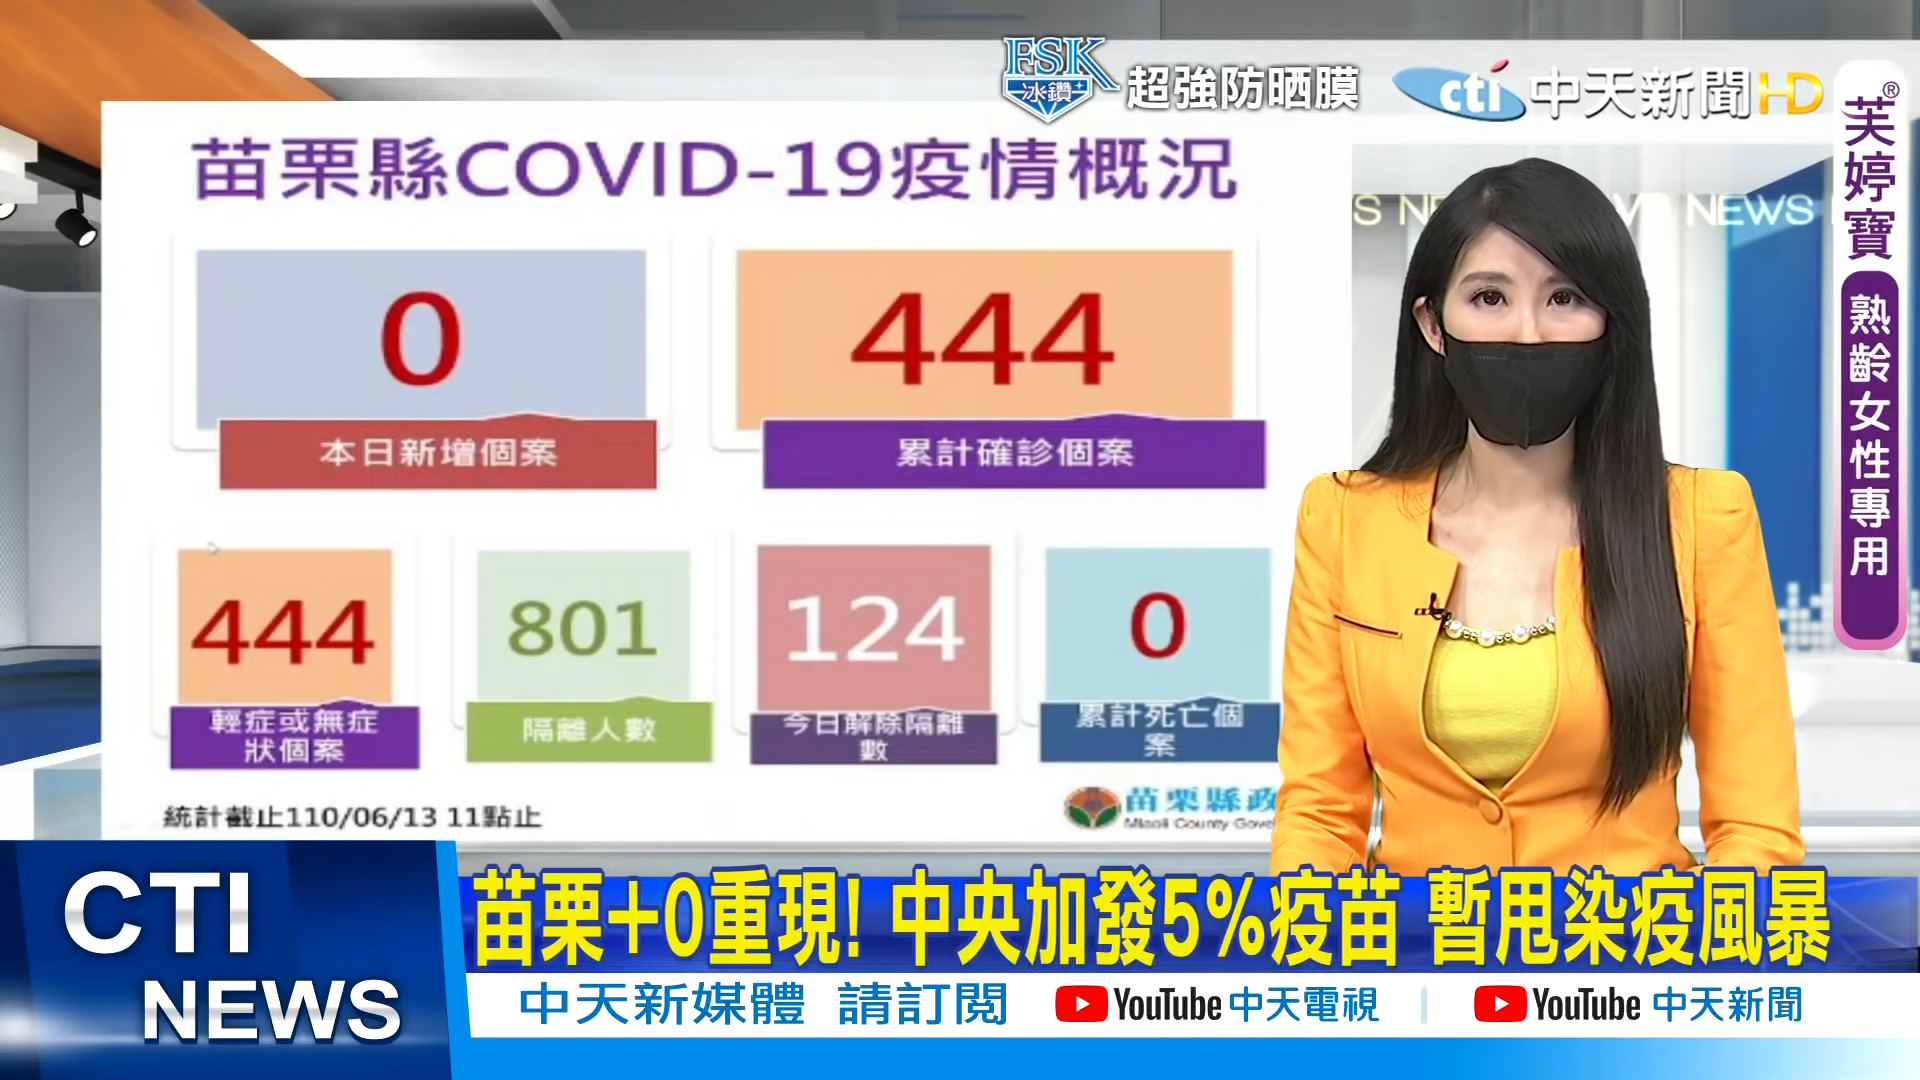 FSK
冰鑽
超強防晒膜
cti 中天新聞HD
芙婷寶®
熟齡女性專用
S NE
NEWS
苗栗縣COVID-19疫情概況
0
本日新增個案
444
累計確診個案
444
輕症或無症
狀個案
801
隔離人數
124
今日解除隔離
數
0
累計死亡個
案
統計截止110/06/13 11點止
苗栗縣政
Miaoli County Gove
CTI
NEWS
苗栗+0重現! 中央加發5%疫苗 暫甩染疫風暴
中天新媒體 請訂閱 YouTube 中天電視 | YouTube 中天新聞